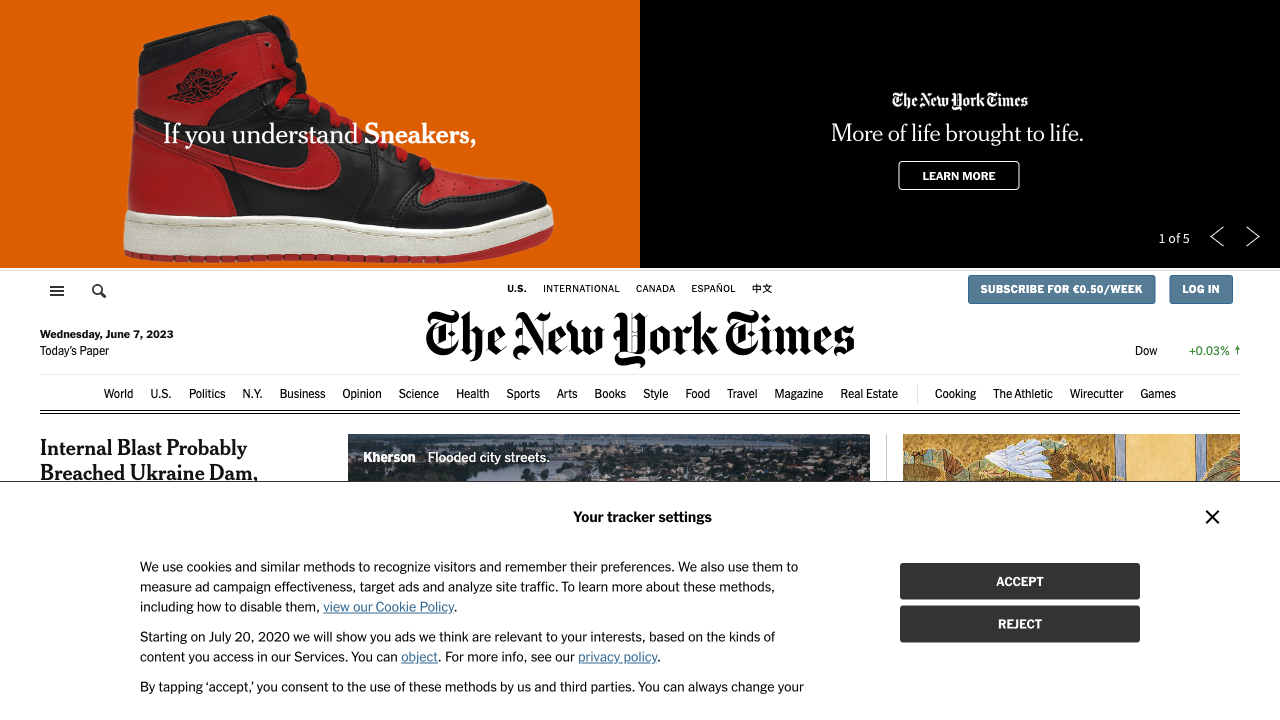 If you understand Sneakers,
The New York Times
More of life brought to life.
LEARN MORE
1 of 5
U.S. INTERNATIONAL CANADA ESPAÑOL 中文
SUBSCRIBE FOR €0.50/WEEK LOG IN
Wednesday, June 7, 2023
Today's Paper
The New York Times
Dow +0.03%
World U.S. Politics N.Y. Business Opinion Science Health Sports Arts Books Style Food Travel Magazine Real Estate Cooking The Athletic Wirecutter Games
Internal Blast Probably
Breached Ukraine Dam,
Kherson Flooded city streets.
Your tracker settings
We use cookies and similar methods to recognize visitors and remember their preferences. We also use them to
measure ad campaign effectiveness, target ads and analyze site traffic. To learn more about these methods,
including how to disable them, view our Cookie Policy.
Starting on July 20, 2020 we will show you ads we think are relevant to your interests, based on the kinds of
content you access in our Services. You can object. For more info, see our privacy policy.
By tapping ‘accept,’ you consent to the use of these methods by us and third parties. You can always change your
ACCEPT
REJECT